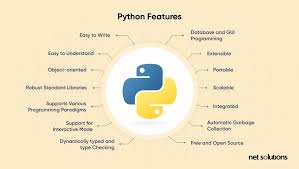 Python Features
Easy to Write
Easy to Understand
Object-oriented
Robust Standard Libraries
Supports Various
Programming Paradigms
Support for
Interactive Mode
Dynamically typed and
type Checking
Database and GUI
Programming
Extensible
Portable
Scalable
Integrated
Automatic Garbage
Collection
Free and Open Source
net solutions